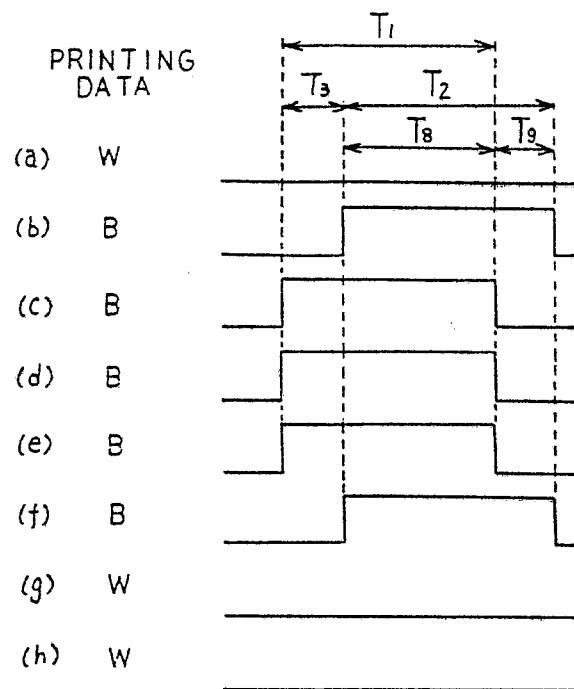 T1
PRINTING
DATA
T3 T2
T8 T9
(a) W
(b) B
(c) B
(d) B
(e) B
(f) B
(g) W
(h) W